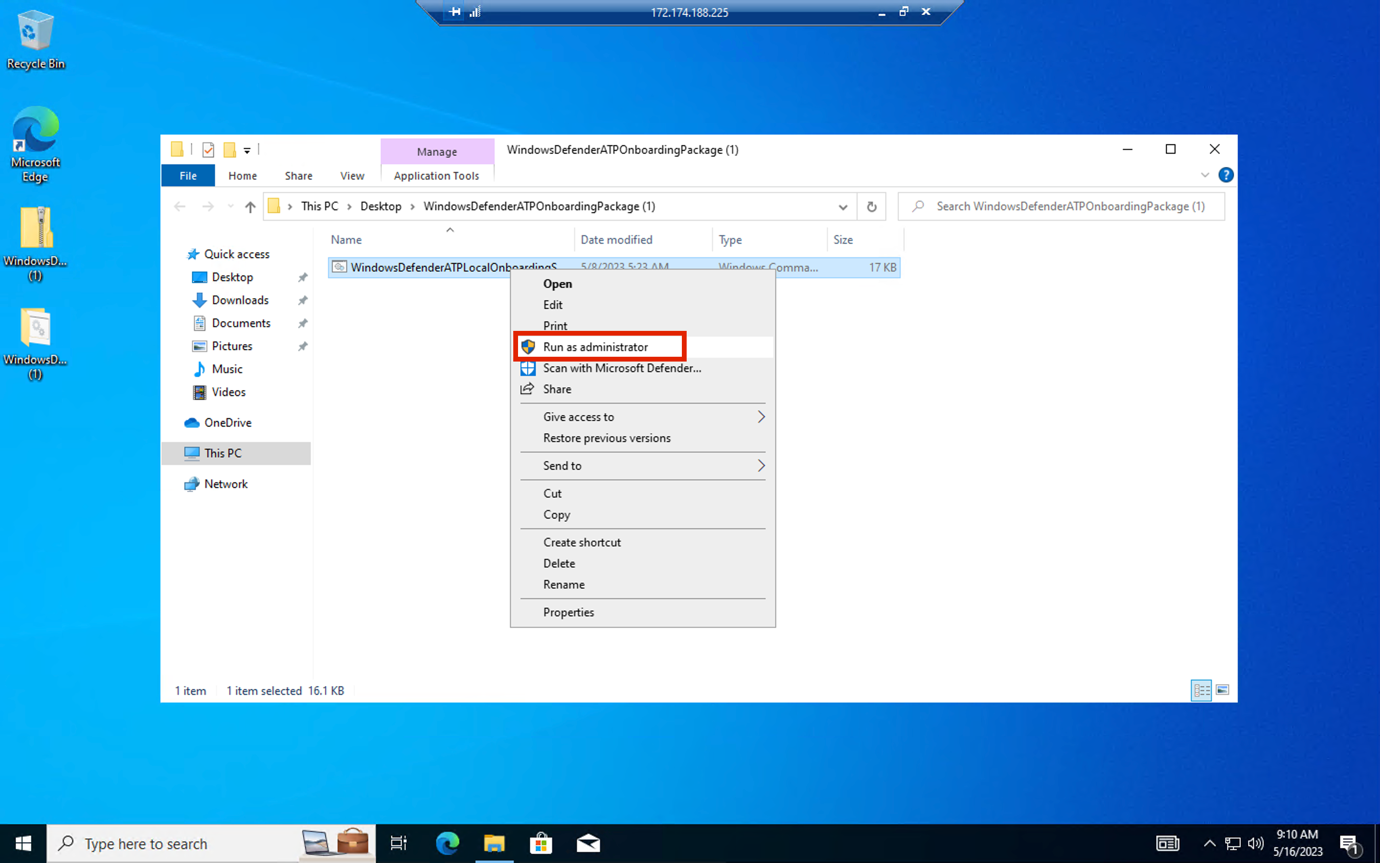 172.174.188.225
Recycle Bin
Microsoft
Edge
WindowsD...
(1)
WindowsD...
(1)
Manage
WindowsDefenderATPOnboardingPackage (1)
File
Home
Share
View
Application Tools
This PC
Desktop
WindowsDefenderATPOnboardingPackage (1)
Search WindowsDefenderATPOnboardingPackage (1)
Name
Date modified
Type
Size
WindowsDefenderATPLocalOnboardingS
5/8/2023 5:23 AM
Windows Comma...
17 KB
Quick access
Desktop
Downloads
Documents
Pictures
Music
Videos
OneDrive
This PC
Network
Open
Edit
Print
Run as administrator
Scan with Microsoft Defender...
Share
Give access to
Restore previous versions
Send to
Cut
Copy
Create shortcut
Delete
Rename
Properties
1 item
1 item selected 16.1 KB
Type here to search
9:10 AM
5/16/2023
1